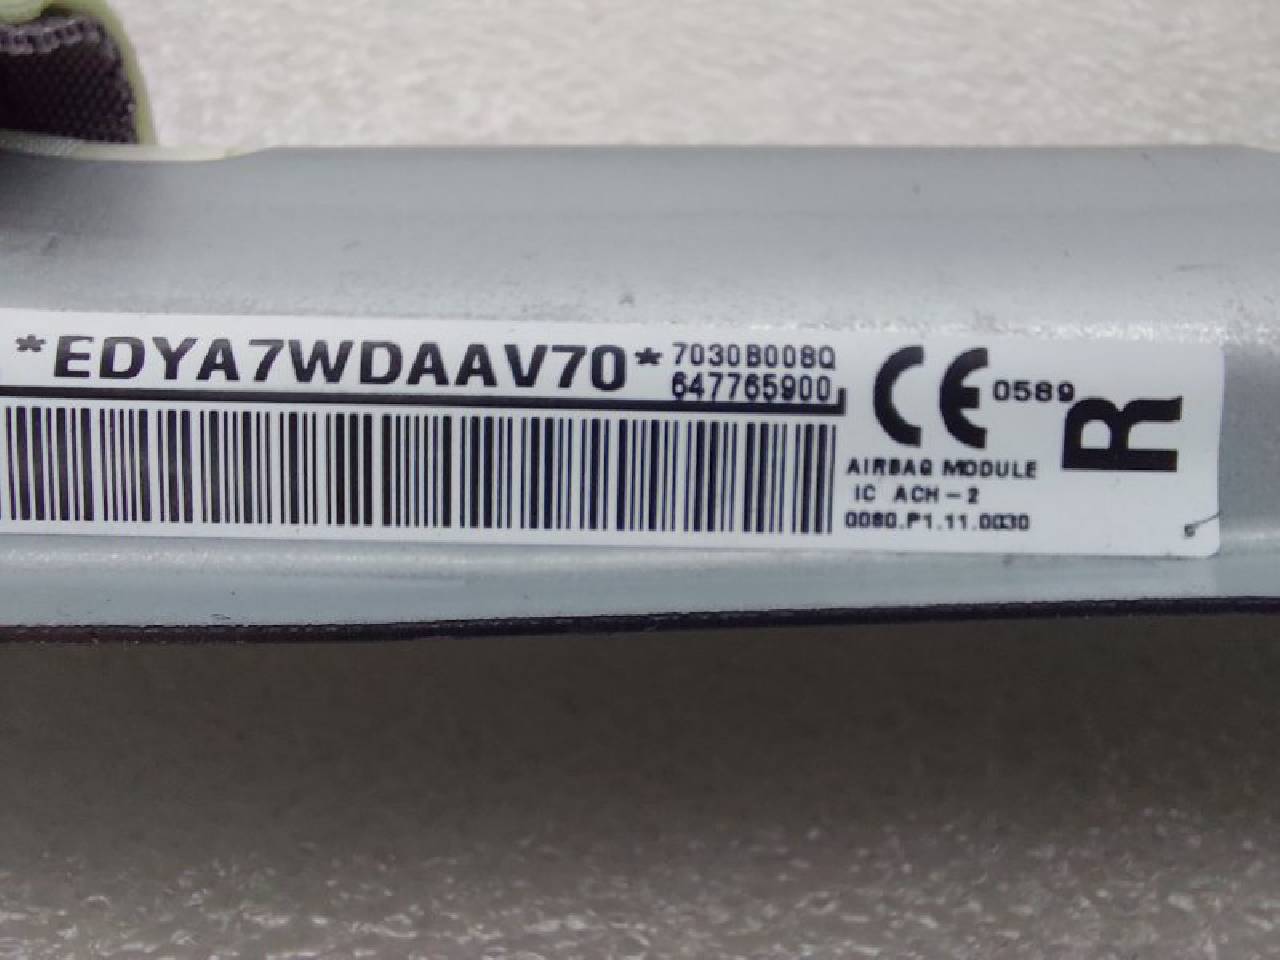 *EDYA7WDAAV70*
7030B008Q
647765900
CE 0589
R
AIRBAG MODULE
IC ACH-2
0080.P1.11.0030